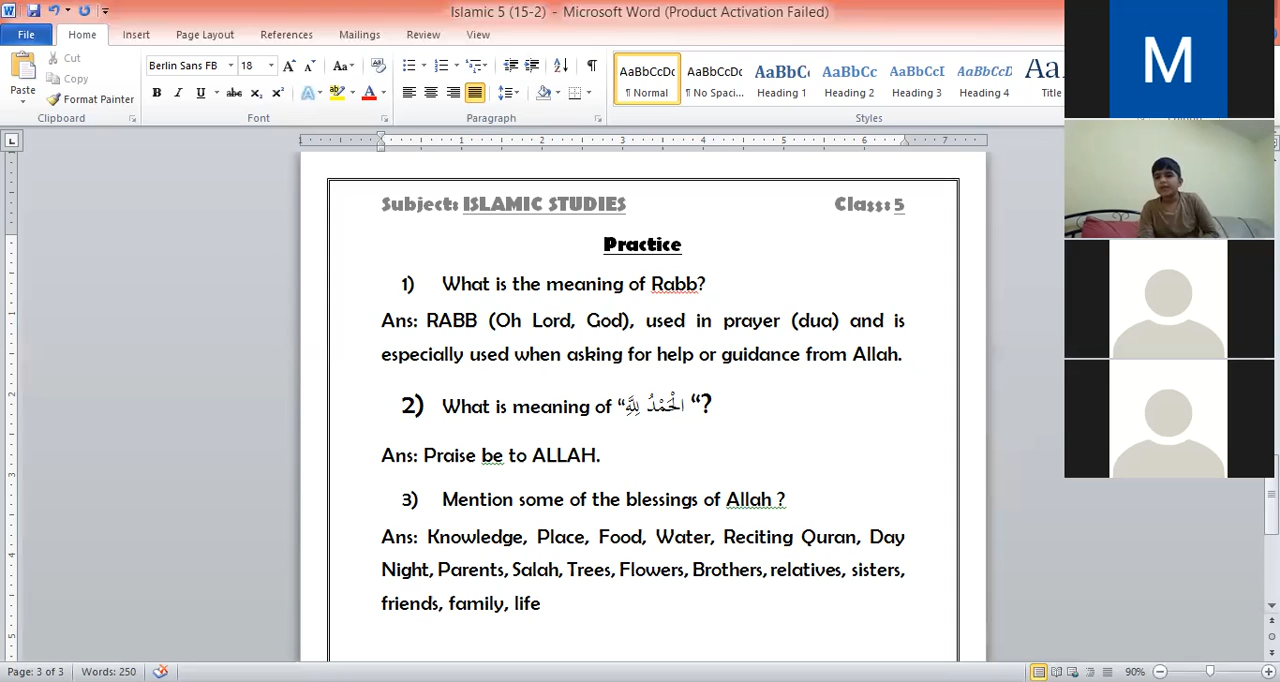 Islamic 5 (15-2) - Microsoft Word (Product Activation Failed)
File Home Insert Page Layout References Mailings Review View
Cut
Copy
Paste
Format Painter
Berlin Sans FB 18
AaBbCcDc AaBbCcDc AaBbCc AaBbCc AaBbCcI AaBbCcD
¶ Normal ¶ No Spaci... Heading 1 Heading 2 Heading 3 Heading 4 Title
Clipboard Font Paragraph Styles
M
Subject: ISLAMIC STUDIES Class: 5
Practice
1) What is the meaning of Rabb?
Ans: RABB (Oh Lord, God), used in prayer (dua) and is
especially used when asking for help or guidance from Allah.
2) What is meaning of “الْحَمْدُ لِلَّهِ “?
Ans: Praise be to ALLAH.
3) Mention some of the blessings of Allah ?
Ans: Knowledge, Place, Food, Water, Reciting Quran, Day
Night, Parents, Salah, Trees, Flowers, Brothers, relatives, sisters,
friends, family, life
Page: 3 of 3 Words: 250 90%